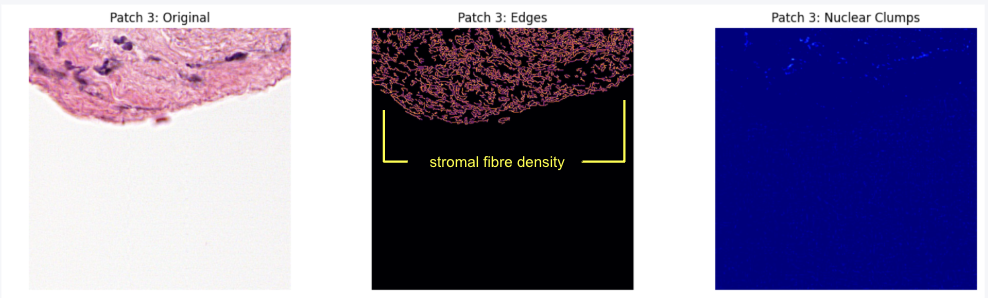 Patch 3: Original
Patch 3: Edges
Patch 3: Nuclear Clumps
stromal fibre density